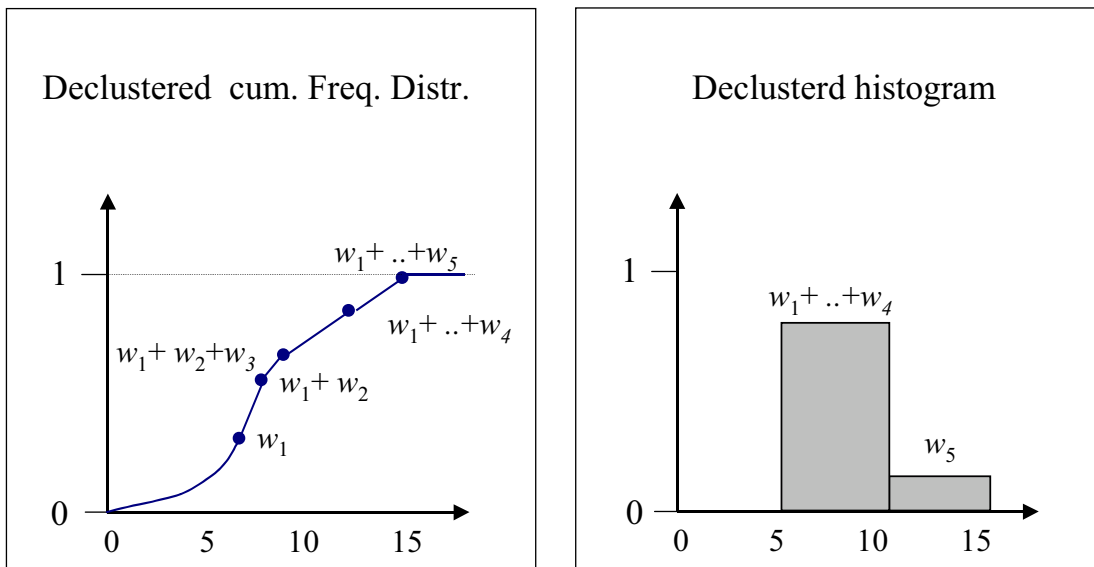 Declustered cum. Freq. Distr.
w₁+ ..+w₅
1
w₁+ ..+w₄
w₁+ w₂+w₃
w₁+ w₂
w₁
0
0 5 10 15
Declusterd histogram
1
w₁+ ..+w₄
w₅
0
0 5 10 15